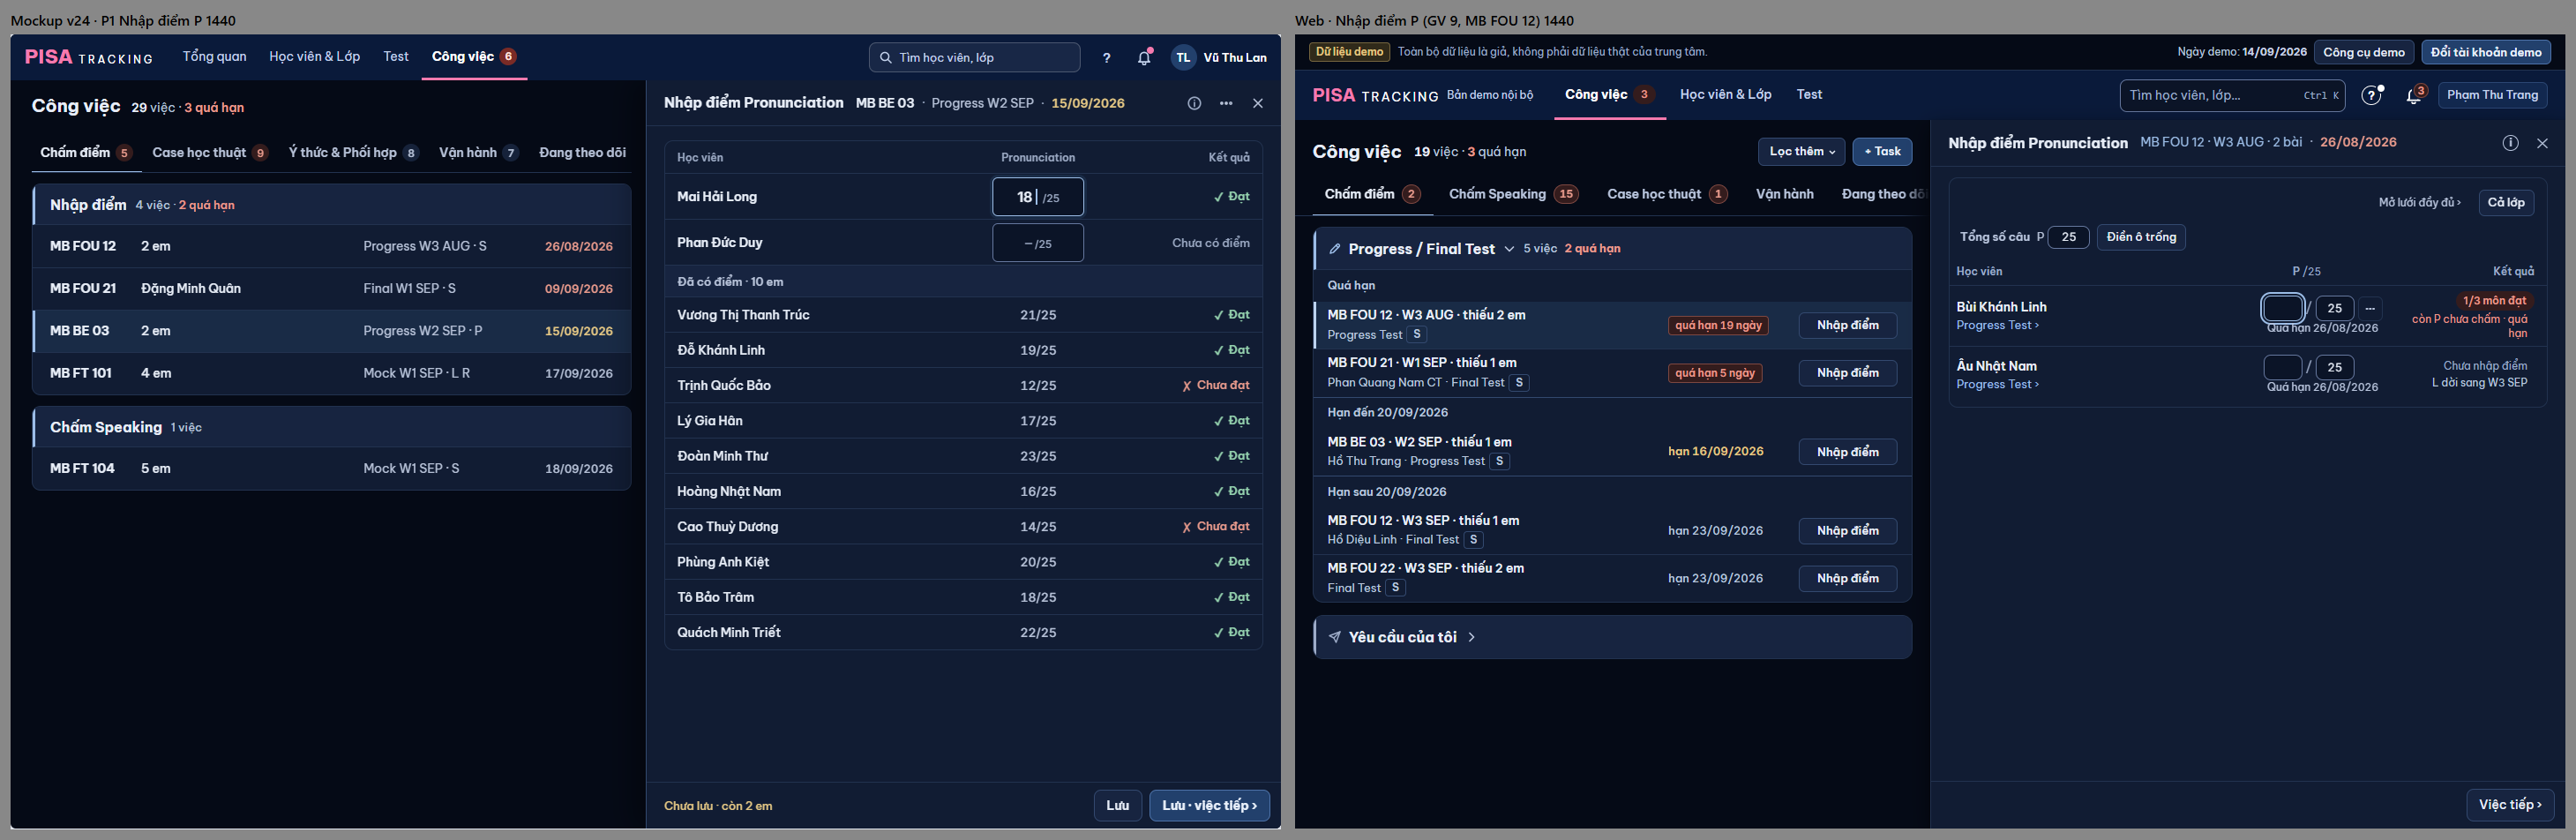 Mockup v24 · P1 Nhập điểm P 1440
PISA TRACKING Tổng quan Học viên & Lớp Test Công việc 6 Tìm học viên, lớp ? TL Vũ Thu Lan
Công việc 29 việc · 3 quá hạn
Chấm điểm 5 Case học thuật 9 Ý thức & Phối hợp 8 Vận hành 7 Đang theo dõi
Nhập điểm 4 việc · 2 quá hạn
MB FOU 12 2 em Progress W3 AUG · S 26/08/2026
MB FOU 21 Đặng Minh Quân Final W1 SEP · S 09/09/2026
MB BE 03 2 em Progress W2 SEP · P 15/09/2026
MB FT 101 4 em Mock W1 SEP · L R 17/09/2026
Chấm Speaking 1 việc
MB FT 104 5 em Mock W1 SEP · S 18/09/2026
Nhập điểm Pronunciation MB BE 03 · Progress W2 SEP · 15/09/2026
Học viên Pronunciation Kết quả
Mai Hải Long 18 /25 ✓ Đạt
Phan Đức Duy – /25 Chưa có điểm
Đã có điểm · 10 em
Vương Thị Thanh Trúc 21/25 ✓ Đạt
Đỗ Khánh Linh 19/25 ✓ Đạt
Trịnh Quốc Bảo 12/25 ✗ Chưa đạt
Lý Gia Hân 17/25 ✓ Đạt
Đoàn Minh Thư 23/25 ✓ Đạt
Hoàng Nhật Nam 16/25 ✓ Đạt
Cao Thuỳ Dương 14/25 ✗ Chưa đạt
Phùng Anh Kiệt 20/25 ✓ Đạt
Tô Bảo Trâm 18/25 ✓ Đạt
Quách Minh Triết 22/25 ✓ Đạt
Chưa lưu · còn 2 em Lưu Lưu · việc tiếp ›
Web · Nhập điểm P (GV 9, MB FOU 12) 1440
Dữ liệu demo Toàn bộ dữ liệu là giả, không phải dữ liệu thật của trung tâm. Ngày demo: 14/09/2026 Công cụ demo Đổi tài khoản demo
PISA TRACKING Bản demo nội bộ Công việc 3 Học viên & Lớp Test Tìm học viên, lớp... Ctrl K ? 3 Phạm Thu Trang
Công việc 19 việc · 3 quá hạn Lọc thêm + Task
Chấm điểm 2 Chấm Speaking 15 Case học thuật 1 Vận hành Đang theo dõi
Progress / Final Test 5 việc 2 quá hạn
Quá hạn
MB FOU 12 · W3 AUG · thiếu 2 em quá hạn 19 ngày Nhập điểm
Progress Test S
MB FOU 21 · W1 SEP · thiếu 1 em quá hạn 5 ngày Nhập điểm
Phan Quang Nam CT · Final Test S
Hạn đến 20/09/2026
MB BE 03 · W2 SEP · thiếu 1 em hạn 16/09/2026 Nhập điểm
Hồ Thu Trang · Progress Test S
Hạn sau 20/09/2026
MB FOU 12 · W3 SEP · thiếu 1 em hạn 23/09/2026 Nhập điểm
Hồ Diệu Linh · Final Test S
MB FOU 22 · W3 SEP · thiếu 2 em hạn 23/09/2026 Nhập điểm
Final Test S
Yêu cầu của tôi
Nhập điểm Pronunciation MB FOU 12 · W3 AUG · 2 bài · 26/08/2026
Mở lưới đầy đủ › Cả lớp
Tổng số câu P 25 Điền ô trống
Học viên P /25 Kết quả
Bùi Khánh Linh / 25 ... 1/3 môn đạt
Progress Test › Quá hạn 26/08/2026 còn P chưa chấm · quá
hạn
Âu Nhật Nam / 25 Chưa nhập điểm
Progress Test › Quá hạn 26/08/2026 L dời sang W3 SEP
Việc tiếp ›